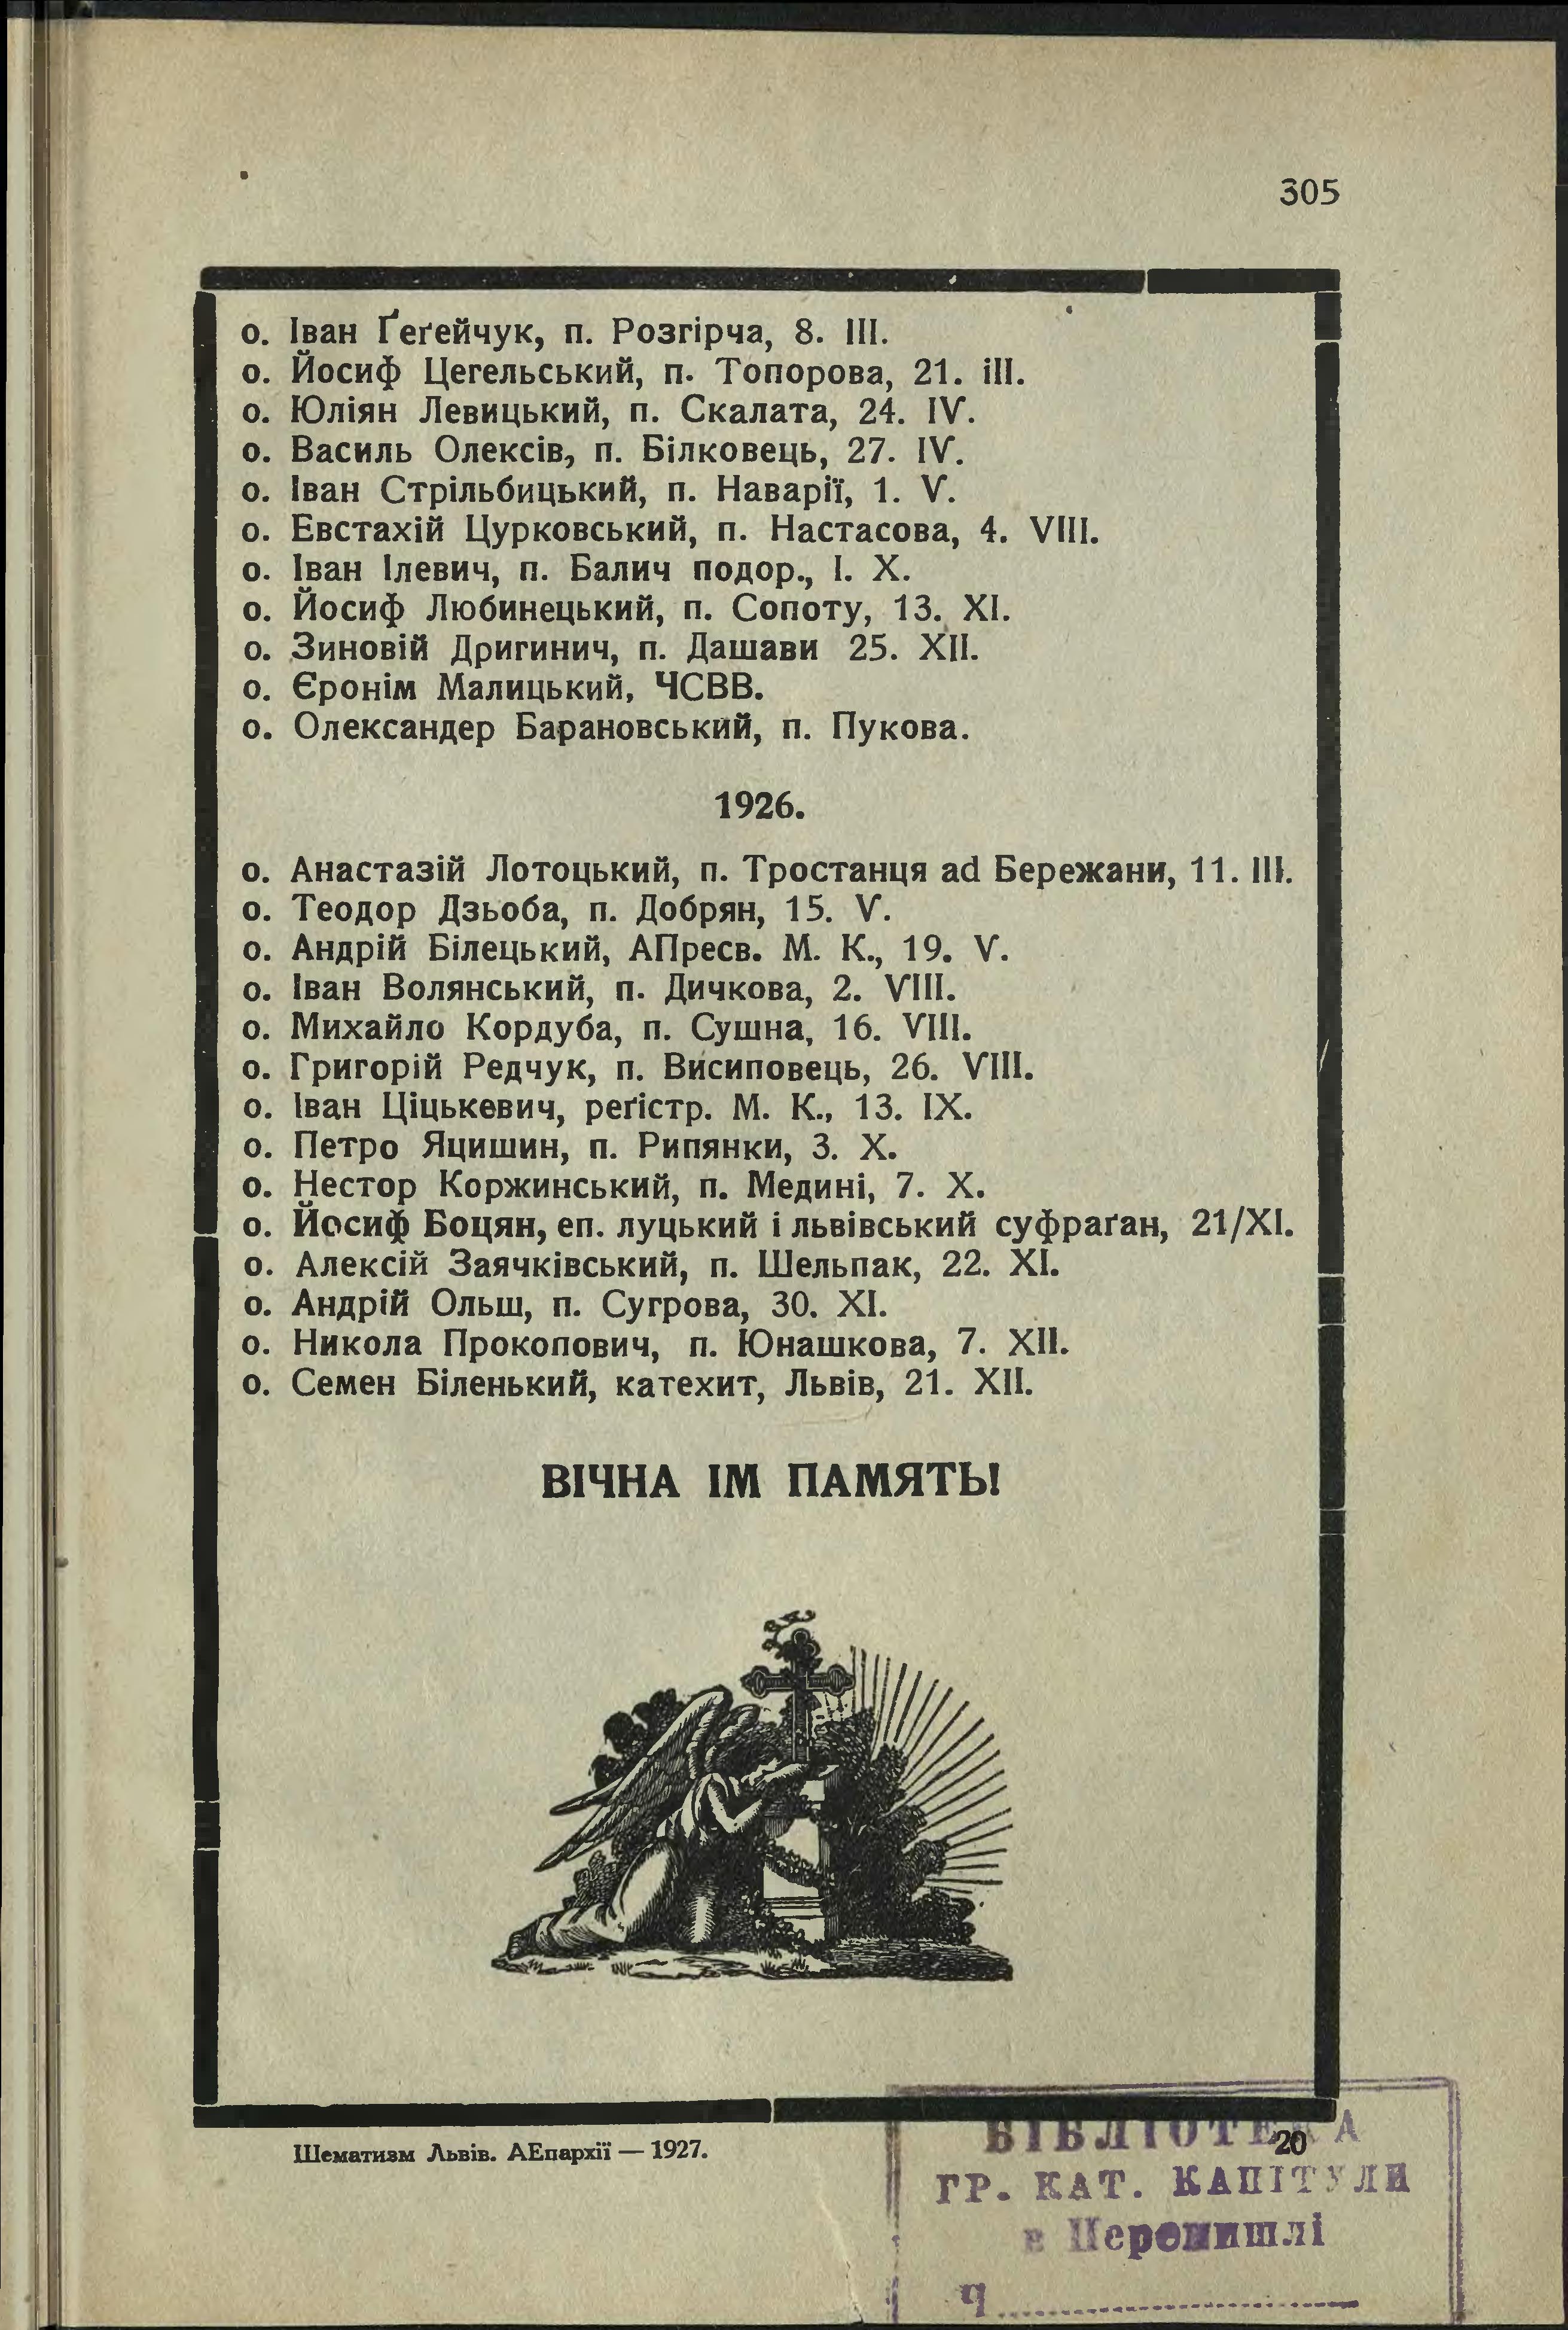 305
о. Іван Ґеґейчук, п. Розгірча, 8. III.
о. Йосиф Цегельський, п. Топорова, 21. III.
о. Юліян Левицький, п. Скалата, 24. IV.
о. Василь Олексів, п. Білковець, 27. IV.
о. Іван Стрільбицький, п. Наварії, 1. V.
о. Евстахій Цурковський, п. Настасова, 4. VIII.
о. Іван Ілевич, п. Балич подор., I. X.
о. Йосиф Любинецький, п. Сопоту, 13. XI.
о. Зиновій Дригинич, п. Дашави 25. XII.
о. Єронім Малицький, ЧСВВ.
о. Олександер Барановський, п. Пукова.
1926.
о. Анастазій Лотоцький, п. Тростанця ad Бережани, 11. III.
о. Теодор Дзьоба, п. Добрян, 15. V.
о. Андрій Білецький, АПресв. М. К., 19. V.
о. Іван Волянський, п. Дичкова, 2. VIII.
о. Михайло Кордуба, п. Сушна, 16. VIII.
о. Григорій Редчук, п. Висиповець, 26. VIII.
о. Іван Ціцькевич, реґістр. М. К., 13. IX.
о. Петро Яцишин, п. Рипянки, 3. X.
о. Нестор Коржинський, п. Медині, 7. X.
о. Йосиф Боцян, еп. луцький і львівський суфраґан, 21/XI.
о. Алексій Заячківський, п. Шельпак, 22. XI.
о. Андрій Ольш, п. Сугрова, 30. XI.
о. Никола Прокопович, п. Юнашкова, 7. XII.
о. Семен Біленький, катехит, Львів, 21. XII.
ВІЧНА ІМ ПАМЯТЬ!
Шематизм Львів. АЕпархії — 1927.
20
БІБЛІОТЕКА
ГР. КАТ. КАПІТУЛИ
в Перемишлі
Ч